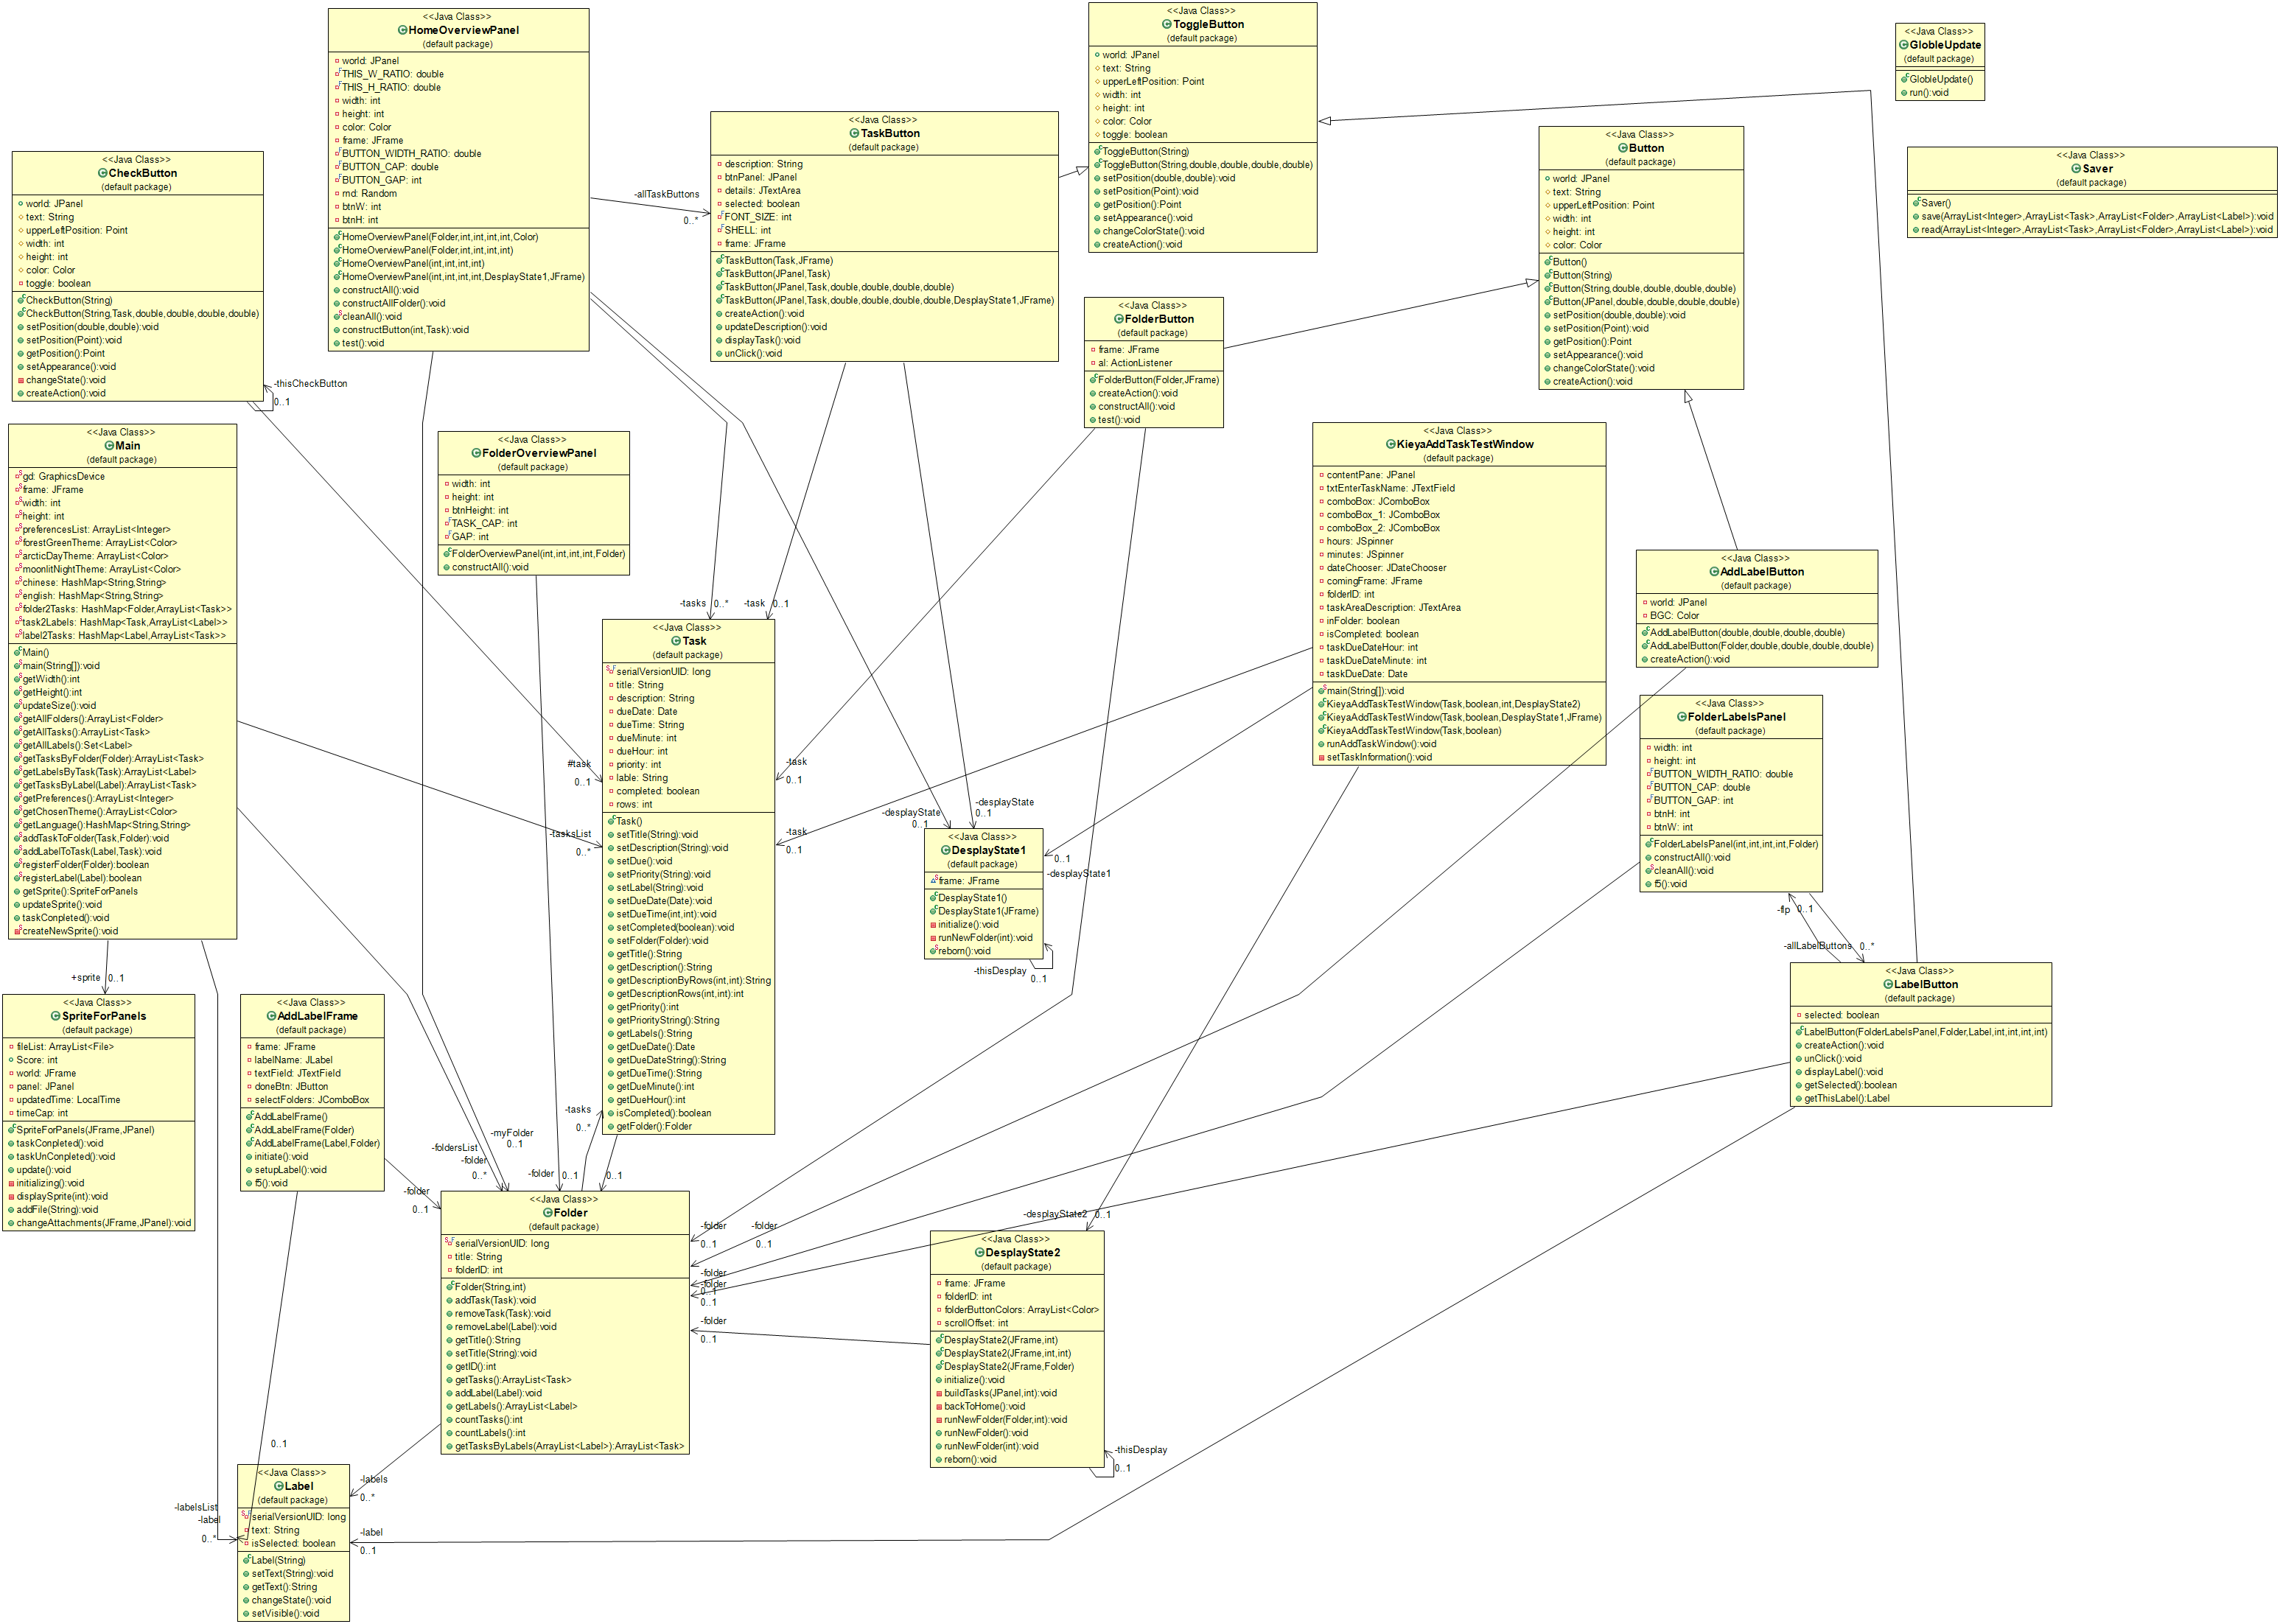 <<Java Class>>
HomeOverviewPanel
(default package)
world: JPanel
THIS_W_RATIO: double
THIS_H_RATIO: double
width: int
height: int
color: Color
frame: JFrame
BUTTON_WIDTH_RATIO: double
BUTTON_CAP: double
BUTTON_GAP: int
rnd: Random
btnW: int
btnH: int
HomeOverviewPanel(Folder,int,int,int,int,Color)
HomeOverviewPanel(Folder,int,int,int,int)
HomeOverviewPanel(int,int,int,int)
HomeOverviewPanel(int,int,int,int,DesplayState1,JFrame)
constructAll():void
constructAllFolder():void
cleanAll():void
constructButton(int,Task):void
test():void
<<Java Class>>
ToggleButton
(default package)
world: JPanel
text: String
upperLeftPosition: Point
width: int
height: int
color: Color
toggle: boolean
ToggleButton(String)
ToggleButton(String,double,double,double,double)
setPosition(double,double):void
setPosition(Point):void
getPosition():Point
setAppearance():void
changeColorState():void
createAction():void
<<Java Class>>
GlobleUpdate
(default package)
GlobleUpdate()
run():void
<<Java Class>>
CheckButton
(default package)
world: JPanel
text: String
upperLeftPosition: Point
width: int
height: int
color: Color
toggle: boolean
CheckButton(String)
CheckButton(String,Task,double,double,double,double)
setPosition(double,double):void
setPosition(Point):void
getPosition():Point
setAppearance():void
changeState():void
createAction():void
-thisCheckButton
0..1
<<Java Class>>
TaskButton
(default package)
description: String
btnPanel: JPanel
details: JTextArea
selected: boolean
FONT_SIZE: int
SHELL: int
frame: JFrame
TaskButton(Task,JFrame)
TaskButton(JPanel,Task)
TaskButton(JPanel,Task,double,double,double,double)
TaskButton(JPanel,Task,double,double,double,double,DesplayState1,JFrame)
createAction():void
updateDescription():void
displayTask():void
unClick():void
-allTaskButtons
0..*
<<Java Class>>
Button
(default package)
world: JPanel
text: String
upperLeftPosition: Point
width: int
height: int
color: Color
Button()
Button(String)
Button(String,double,double,double,double)
Button(JPanel,double,double,double,double)
setPosition(double,double):void
setPosition(Point):void
getPosition():Point
setAppearance():void
changeColorState():void
createAction():void
<<Java Class>>
Saver
(default package)
Saver()
save(ArrayList<Integer>,ArrayList<Task>,ArrayList<Folder>,ArrayList<Label>):void
read(ArrayList<Integer>,ArrayList<Task>,ArrayList<Folder>,ArrayList<Label>):void
<<Java Class>>
FolderButton
(default package)
frame: JFrame
al: ActionListener
FolderButton(Folder,JFrame)
createAction():void
constructAll():void
test():void
<<Java Class>>
Main
(default package)
gd: GraphicsDevice
frame: JFrame
width: int
height: int
preferencesList: ArrayList<Integer>
forestGreenTheme: ArrayList<Color>
arcticDayTheme: ArrayList<Color>
moonlitNightTheme: ArrayList<Color>
chinese: HashMap<String,String>
english: HashMap<String,String>
folder2Tasks: HashMap<Folder,ArrayList<Task>>
task2Labels: HashMap<Task,ArrayList<Label>>
label2Tasks: HashMap<Label,ArrayList<Task>>
Main()
main(String[]):void
getWidth():int
getHeight():int
updateSize():void
getAllFolders():ArrayList<Folder>
getAllTasks():ArrayList<Task>
getAllLabels():Set<Label>
getTasksByFolder(Folder):ArrayList<Task>
getLabelsByTask(Task):ArrayList<Label>
getTasksByLabel(Label):ArrayList<Task>
getPreferences():ArrayList<Integer>
getChosenTheme():ArrayList<Color>
getLanguage():HashMap<String,String>
addTaskToFolder(Task,Folder):void
addLabelToTask(Label,Task):void
registerFolder(Folder):boolean
registerLabel(Label):boolean
getSprite():SpriteForPanels
updateSprite():void
taskConpleted():void
createNewSprite():void
<<Java Class>>
FolderOverviewPanel
(default package)
width: int
height: int
btnHeight: int
TASK_CAP: int
GAP: int
FolderOverviewPanel(int,int,int,int,Folder)
constructAll():void
<<Java Class>>
KieyaAddTaskTestWindow
(default package)
contentPane: JPanel
txtEnterTaskName: JTextField
comboBox: JComboBox
comboBox_1: JComboBox
comboBox_2: JComboBox
hours: JSpinner
minutes: JSpinner
dateChooser: JDateChooser
comingFrame: JFrame
folderID: int
taskAreaDescription: JTextArea
inFolder: boolean
isCompleted: boolean
taskDueDateHour: int
taskDueDateMinute: int
taskDueDate: Date
main(String[]):void
KieyaAddTaskTestWindow(Task,boolean,int,DesplayState2)
KieyaAddTaskTestWindow(Task,boolean,DesplayState1,JFrame)
KieyaAddTaskTestWindow(Task,boolean)
runAddTaskWindow():void
setTaskInformation():void
<<Java Class>>
AddLabelButton
(default package)
world: JPanel
BGC: Color
AddLabelButton(double,double,double,double)
AddLabelButton(Folder,double,double,double,double)
createAction():void
-tasks
0..*
-task
0..1
<<Java Class>>
Task
(default package)
serialVersionUID: long
title: String
description: String
dueDate: Date
dueTime: String
dueMinute: int
dueHour: int
priority: int
lable: String
completed: boolean
rows: int
Task()
setTitle(String):void
setDescription(String):void
setDue():void
setPriority(String):void
setLabel(String):void
setDueDate(Date):void
setDueTime(int,int):void
setCompleted(boolean):void
setFolder(Folder):void
getTitle():String
getDescription():String
getDescriptionByRows(int,int):String
getDescriptionRows(int,int):int
getPriority():int
getPriorityString():String
getLabels():String
getDueDate():Date
getDueDateString():String
getDueTime():String
getDueMinute():int
getDueHour():int
isCompleted():boolean
getFolder():Folder
#task
0..1
-tasksList
0..*
-task
0..1
-task
0..1
-desplayState
0..1
-desplayState
0..1
<<Java Class>>
DesplayState1
(default package)
frame: JFrame
DesplayState1()
DesplayState1(JFrame)
initialize():void
runNewFolder(int):void
reborn():void
0..1
-desplayState1
-thisDesplay
0..1
<<Java Class>>
FolderLabelsPanel
(default package)
width: int
height: int
BUTTON_WIDTH_RATIO: double
BUTTON_CAP: double
BUTTON_GAP: int
btnH: int
btnW: int
FolderLabelsPanel(int,int,int,int,Folder)
constructAll():void
cleanAll():void
f5():void
-flp
0..1
-allLabelButtons
0..*
<<Java Class>>
LabelButton
(default package)
selected: boolean
LabelButton(FolderLabelsPanel,Folder,Label,int,int,int,int)
createAction():void
unClick():void
displayLabel():void
getSelected():boolean
getThisLabel():Label
+sprite
0..1
<<Java Class>>
SpriteForPanels
(default package)
fileList: ArrayList<File>
Score: int
world: JFrame
panel: JPanel
updatedTime: LocalTime
timeCap: int
SpriteForPanels(JFrame,JPanel)
taskConpleted():void
taskUnConpleted():void
update():void
initializing():void
displaySprite(int):void
addFile(String):void
changeAttachments(JFrame,JPanel):void
<<Java Class>>
AddLabelFrame
(default package)
frame: JFrame
labelName: JLabel
textField: JTextField
doneBtn: JButton
selectFolders: JComboBox
AddLabelFrame()
AddLabelFrame(Folder)
AddLabelFrame(Label,Folder)
initiate():void
setupLabel():void
f5():void
-tasks
0..*
-myFolder
0..1
-foldersList
-folder
0..*
-folder
0..1
0..1
-folder
0..1
<<Java Class>>
Folder
(default package)
serialVersionUID: long
title: String
folderID: int
Folder(String,int)
addTask(Task):void
removeTask(Task):void
removeLabel(Label):void
getTitle():String
setTitle(String):void
getID():int
getTasks():ArrayList<Task>
addLabel(Label):void
getLabels():ArrayList<Label>
countTasks():int
countLabels():int
getTasksByLabels(ArrayList<Label>):ArrayList<Task>
-folder
0..1
-folder
0..1
-folder
-folder
0..1
0..1
-folder
0..1
-desplayState2
0..1
<<Java Class>>
DesplayState2
(default package)
frame: JFrame
folderID: int
folderButtonColors: ArrayList<Color>
scrollOffset: int
DesplayState2(JFrame,int)
DesplayState2(JFrame,int,int)
DesplayState2(JFrame,Folder)
initialize():void
buildTasks(JPanel,int):void
backToHome():void
runNewFolder(Folder,int):void
runNewFolder():void
runNewFolder(int):void
reborn():void
-thisDesplay
0..1
0..1
<<Java Class>>
Label
(default package)
serialVersionUID: long
text: String
isSelected: boolean
Label(String)
setText(String):void
getText():String
changeState():void
setVisible():void
-labels
0..*
-labelsList
-label
0..*
-label
0..1